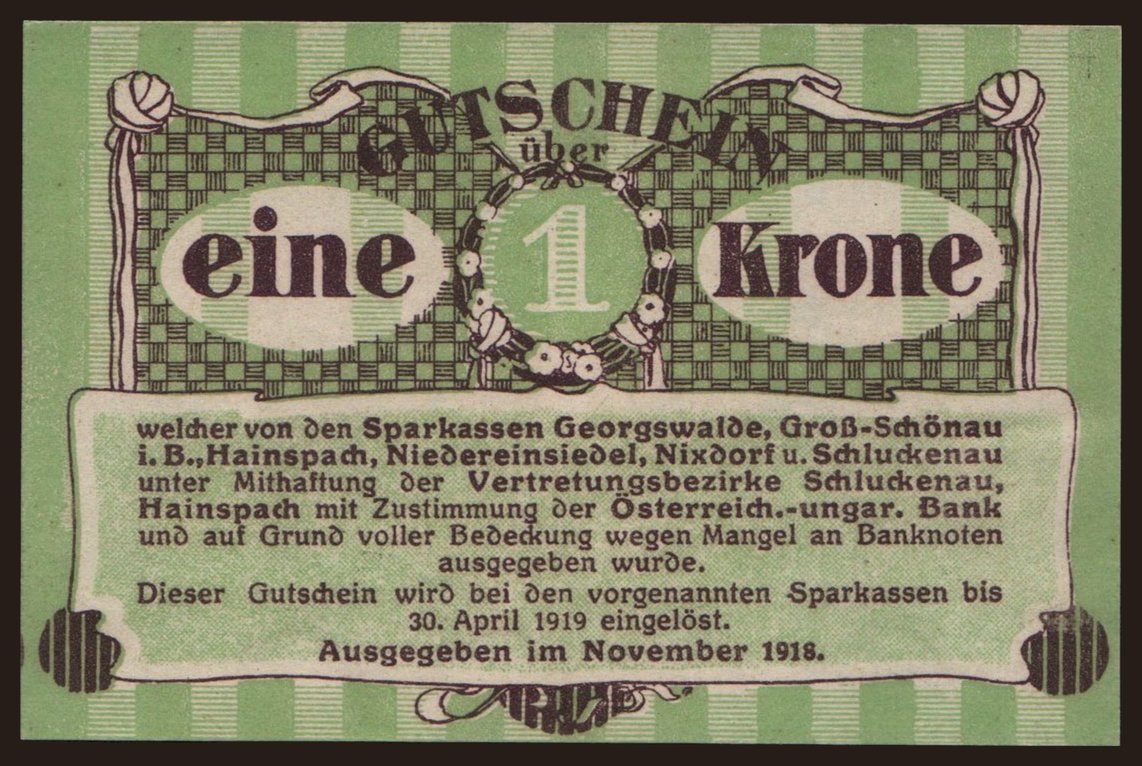 GUTSCHEIN
über
eine 1 Krone
welcher von den Sparkassen Georgswalde, Groß-Schönau
i. B., Hainspach, Niedereinsiedel, Nixdorf u. Schluckenau
unter Mithaftung der Vertretungsbezirke Schluckenau,
Hainspach mit Zustimmung der Österreich.-ungar. Bank
und auf Grund voller Bedeckung wegen Mangel an Banknoten
ausgegeben wurde.
Dieser Gutschein wird bei den vorgenannten Sparkassen bis
30. April 1919 eingelöst.
Ausgegeben im November 1918.